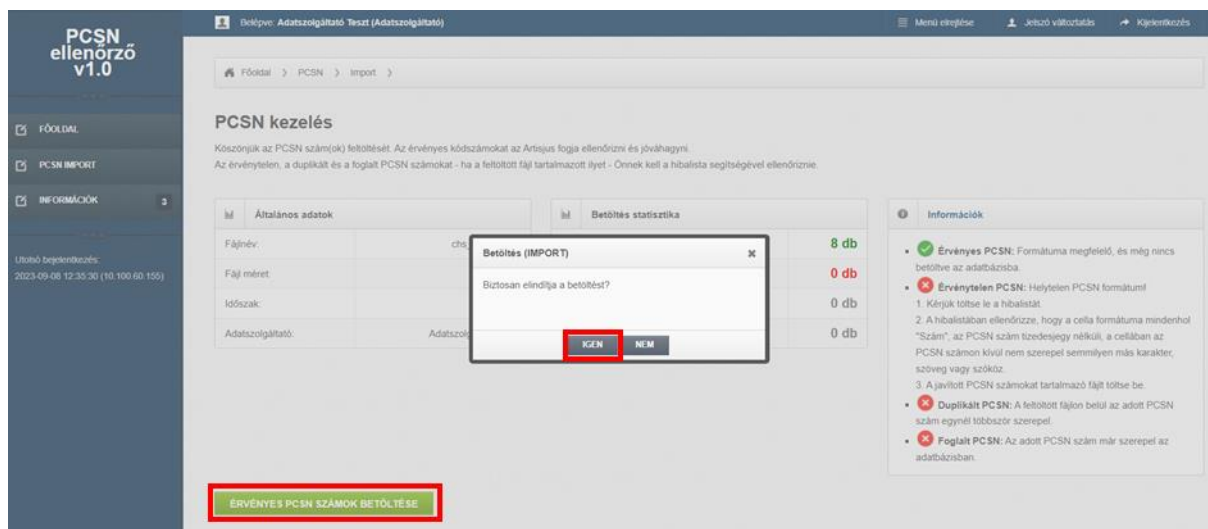 PCSN
ellenőrző
v1.0
Belépve: Adatszolgáltató Teszt (Adatszolgáltató)
Menü elrejtése
Jelszó változtatás
Kijelentkezés
Főoldal > PCSN > Import >
FŐOLDAL
PCSN IMPORT
INFORMÁCIÓK
3
Utolsó bejelentkezés:
2023-09-08 12:35:30 (10.100.60.155)
PCSN kezelés
Köszönjük az PCSN szám(ok) feltöltését. Az érvényes kódszámokat az Artisjus fogja ellenőrizni és jóváhagyni.
Az érvénytelen, a duplikált és a foglalt PCSN számokat - ha a feltöltött fájl tartalmazott ilyet - Önnek kell a hibalista segítségével ellenőriznie.
Általános adatok
Fájlnév:
Fájl méret:
Időszak:
Adatszolgáltató:
Betöltés statisztika
8 db
0 db
0 db
0 db
Betöltés (IMPORT)
Biztosan elindítja a betöltést?
IGEN
NEM
Információk
Érvényes PCSN: Formátuma megfelelő, és még nincs
betöltve az adatbázisba.
Érvénytelen PCSN: Helytelen PCSN formátum!
1. Kérjük töltse le a hibalistát.
2. A hibalistában ellenőrizze, hogy a cella formátuma mindenhol
"Szám", az PCSN szám tizedesjegy nélküli, a cellában az
PCSN számon kívül nem szerepel semmilyen más karakter,
szöveg vagy szóköz.
3. A javított PCSN számokat tartalmazó fájlt töltse be.
Duplikált PCSN: A feltöltött fájlon belül az adott PCSN
szám egynél többször szerepel.
Foglalt PCSN: Az adott PCSN szám már szerepel az
adatbázisban.
ÉRVÉNYES PCSN SZÁMOK BETÖLTÉSE